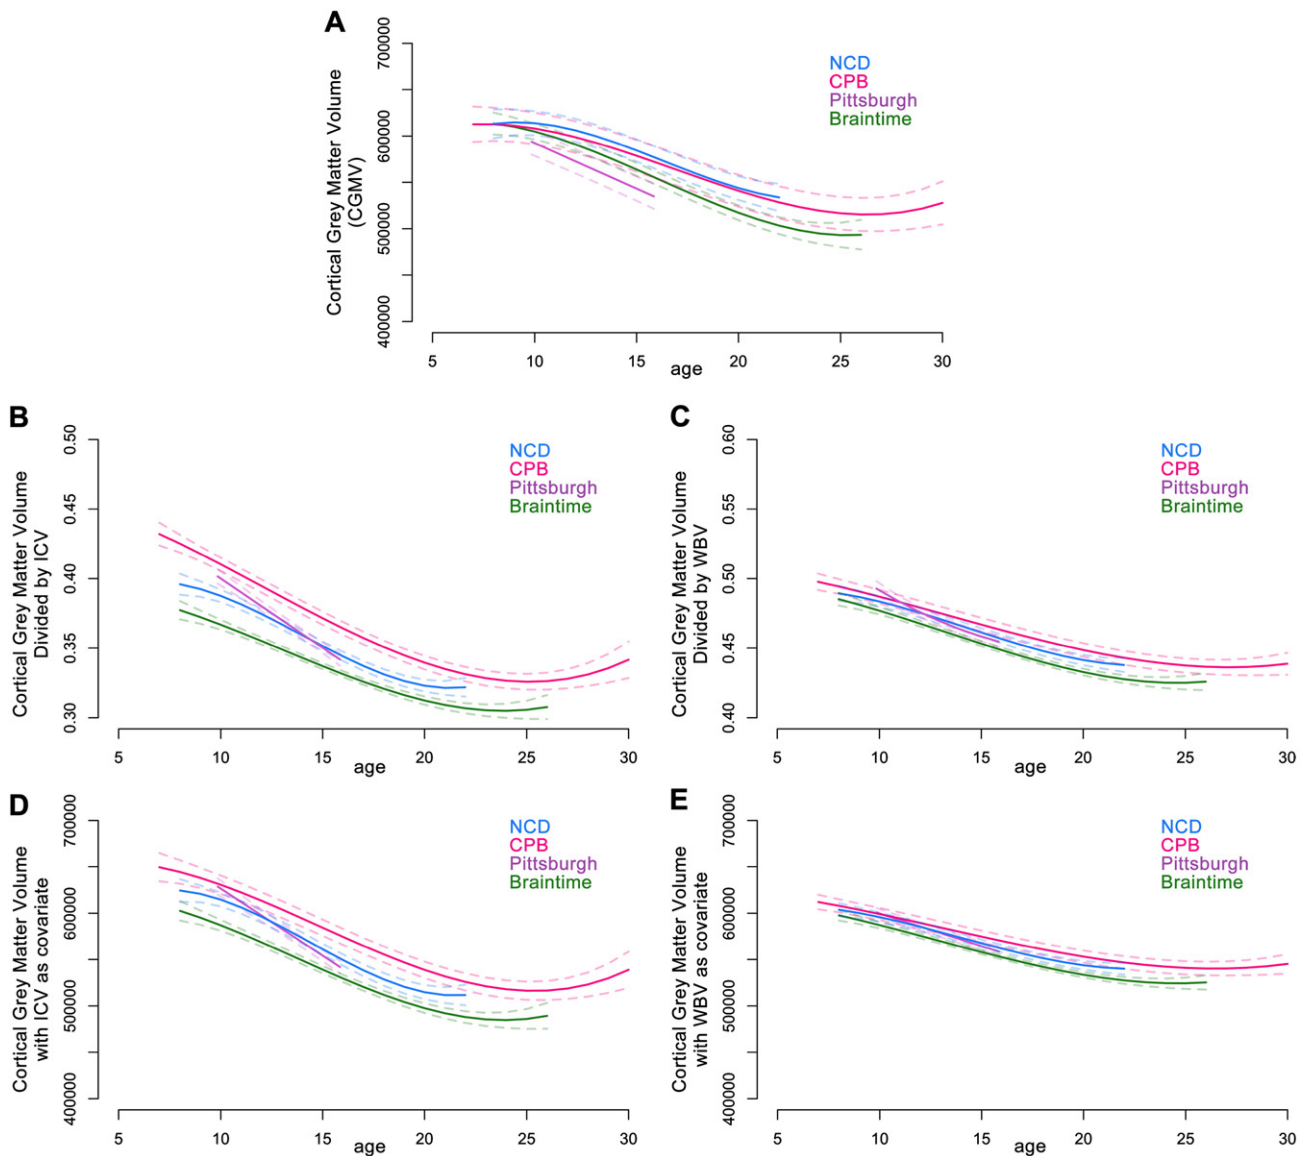 A
Cortical Grey Matter Volume
(CGMV)
700000
600000
500000
400000
NCD
CPB
Pittsburgh
Braintime
5 10 15 20 25 30
age
B
Cortical Grey Matter Volume
Divided by ICV
0.50
0.45
0.40
0.35
0.30
NCD
CPB
Pittsburgh
Braintime
5 10 15 20 25 30
age
C
Cortical Grey Matter Volume
Divided by WBV
0.60
0.55
0.50
0.45
0.40
NCD
CPB
Pittsburgh
Braintime
5 10 15 20 25 30
age
D
Cortical Grey Matter Volume
with ICV as covariate
700000
600000
500000
400000
NCD
CPB
Pittsburgh
Braintime
5 10 15 20 25 30
age
E
Cortical Grey Matter Volume
with WBV as covariate
700000
600000
500000
400000
NCD
CPB
Pittsburgh
Braintime
5 10 15 20 25 30
age